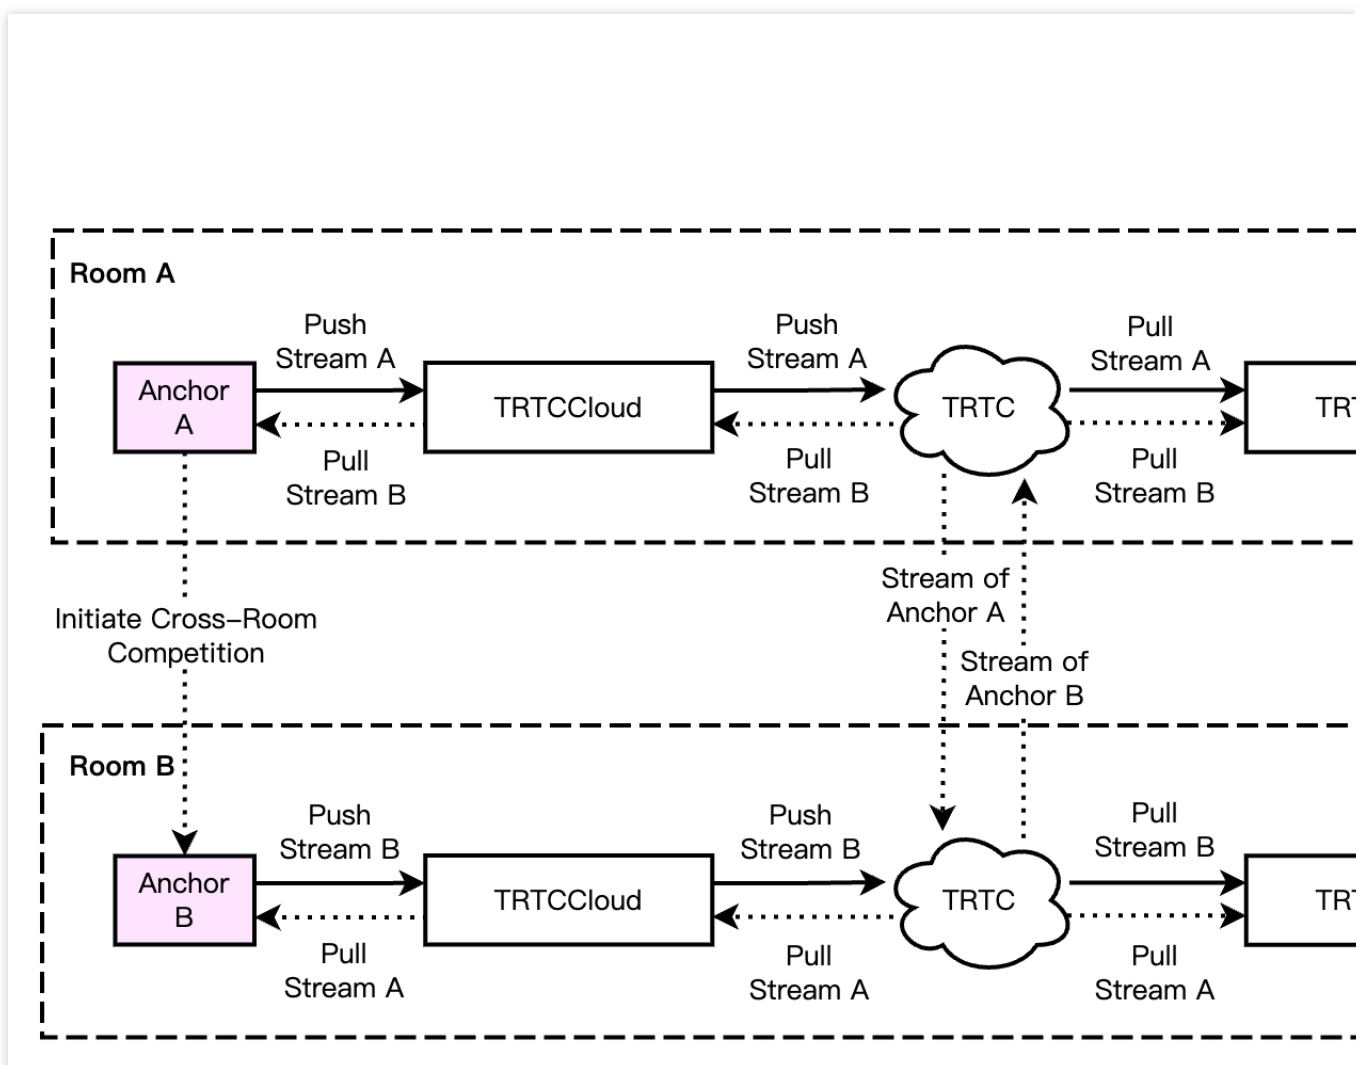 Room A
Push
Stream A
Push
Stream A
Pull
Stream A
Anchor
A
TRTCCloud
TRTC
TRT
Pull
Stream B
Pull
Stream B
Pull
Stream B
Stream of
Anchor A
Initiate Cross-Room
Competition
Stream of
Anchor B
Room B
Push
Stream B
Push
Stream B
Pull
Stream B
Anchor
B
TRTCCloud
TRTC
TRT
Pull
Stream A
Pull
Stream A
Pull
Stream A